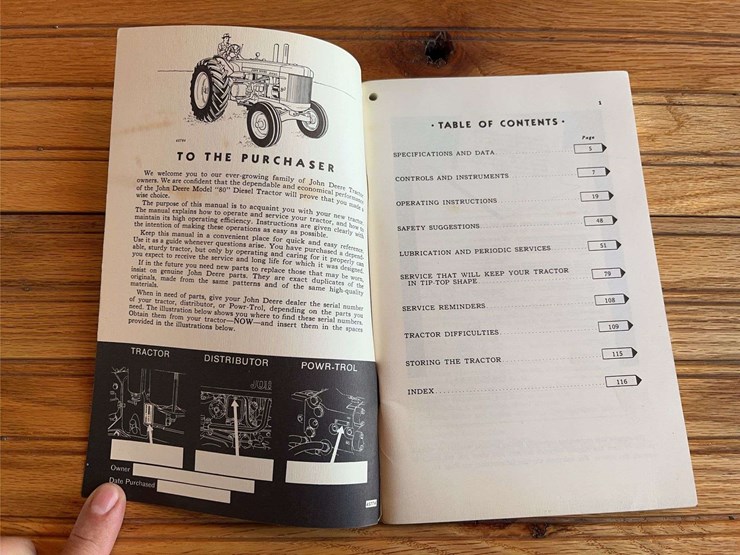 TO THE PURCHASER
We welcome you to our ever-growing family of John Deere Tractor
owners. We are confident that the dependable and economical performance
of the John Deere Model "80" Diesel Tractor will prove that you made a
wise choice.
The purpose of this manual is to acquaint you with your new tractor.
The manual explains how to operate and service your tractor, and how to
maintain its high operating efficiency. Instructions are given clearly with
the intention of making these operations as easy as possible.
Keep this manual in a convenient place for quick and easy reference.
Use it as a guide whenever questions arise. You have purchased a depend-
able, sturdy tractor, but only by operating and caring for it properly can
you expect to receive the service and long life for which it was designed.
If in the future you need new parts to replace those that may be worn,
insist on genuine John Deere parts. They are exact duplicates of the
originals, made from the same patterns and of the same high-quality
materials.
When in need of parts, give your John Deere dealer the serial number
of your tractor, distributor, or Powr-Trol, depending on the parts you
need. The illustration below shows you where to find these serial numbers.
Obtain them from your tractor—NOW—and insert them in the spaces
provided in the illustrations below.
TRACTOR
DISTRIBUTOR
POWR-TROL
Owner
Date Purchased
1
· TABLE OF CONTENTS ·
Page
SPECIFICATIONS AND DATA 5
CONTROLS AND INSTRUMENTS 7
OPERATING INSTRUCTIONS 19
SAFETY SUGGESTIONS 48
LUBRICATION AND PERIODIC SERVICES 51
SERVICE THAT WILL KEEP YOUR TRACTOR
IN TIP-TOP SHAPE 78
SERVICE REMINDERS 108
TRACTOR DIFFICULTIES 109
STORING THE TRACTOR 115
INDEX 116